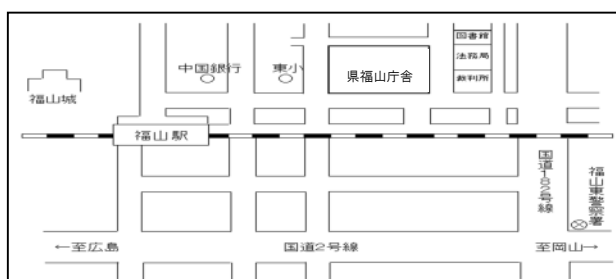 図書館
法務局
裁判所
中国銀行
東小
県福山庁舎
福山城
福山駅
国道182号線
福山東警察署
←至広島
国道2号線
至岡山→